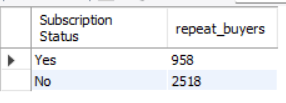 Subscription
Status repeat_buyers
Yes 958
No 2518